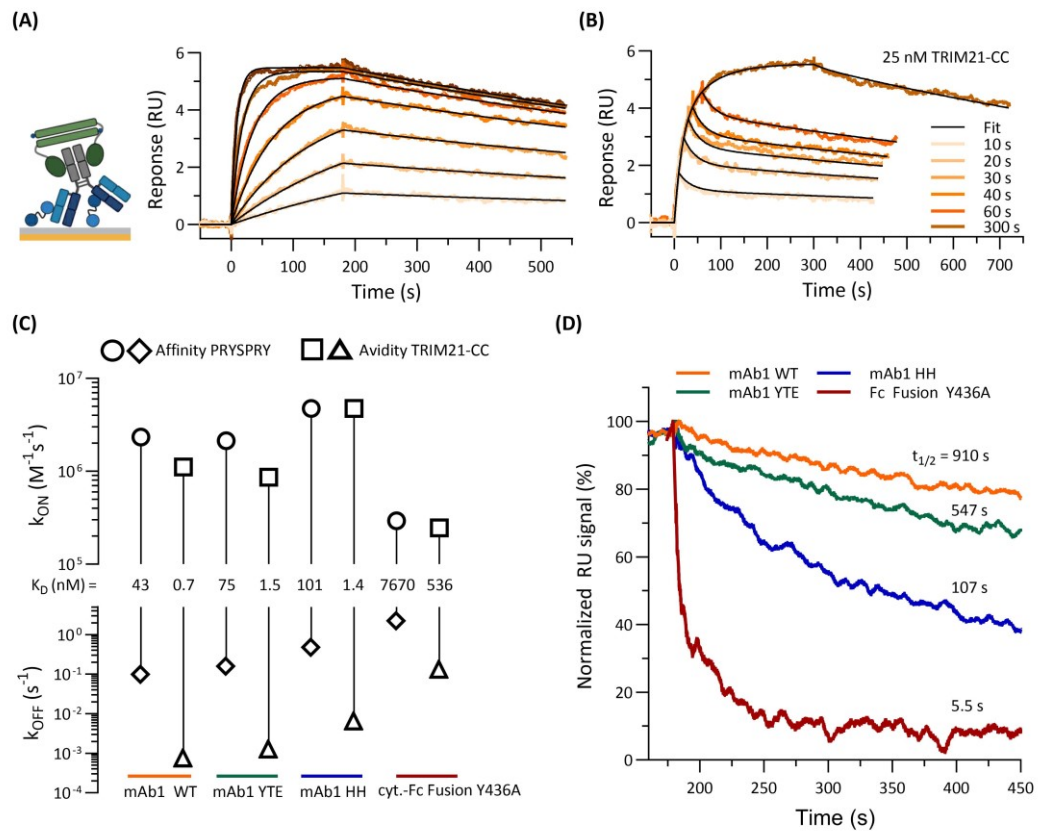 (A)
Reponse (RU)
6
4
2
0
0
100
200
300
400
500
Time (s)
(B)
25 nM TRIM21-CC
Reponse (RU)
6
4
2
0
Fit
10 s
20 s
30 s
40 s
60 s
300 s
0
100
200
300
400
500
600
700
Time (s)
(C)
Affinity PRYSPRY
Avidity TRIM21-CC
kON (M-1s-1)
10^7
10^6
10^5
KD (nM) =
43
0.7
75
1.5
101
1.4
7670
536
kOFF (s-1)
10^0
10^-1
10^-2
10^-3
10^-4
mAb1 WT
mAb1 YTE
mAb1 HH
cyt.-Fc Fusion Y436A
(D)
mAb1 WT
mAb1 HH
mAb1 YTE
Fc Fusion Y436A
Normalized RU signal (%)
100
80
60
40
20
0
t1/2 = 910 s
547 s
107 s
5.5 s
200
250
300
350
400
450
Time (s)